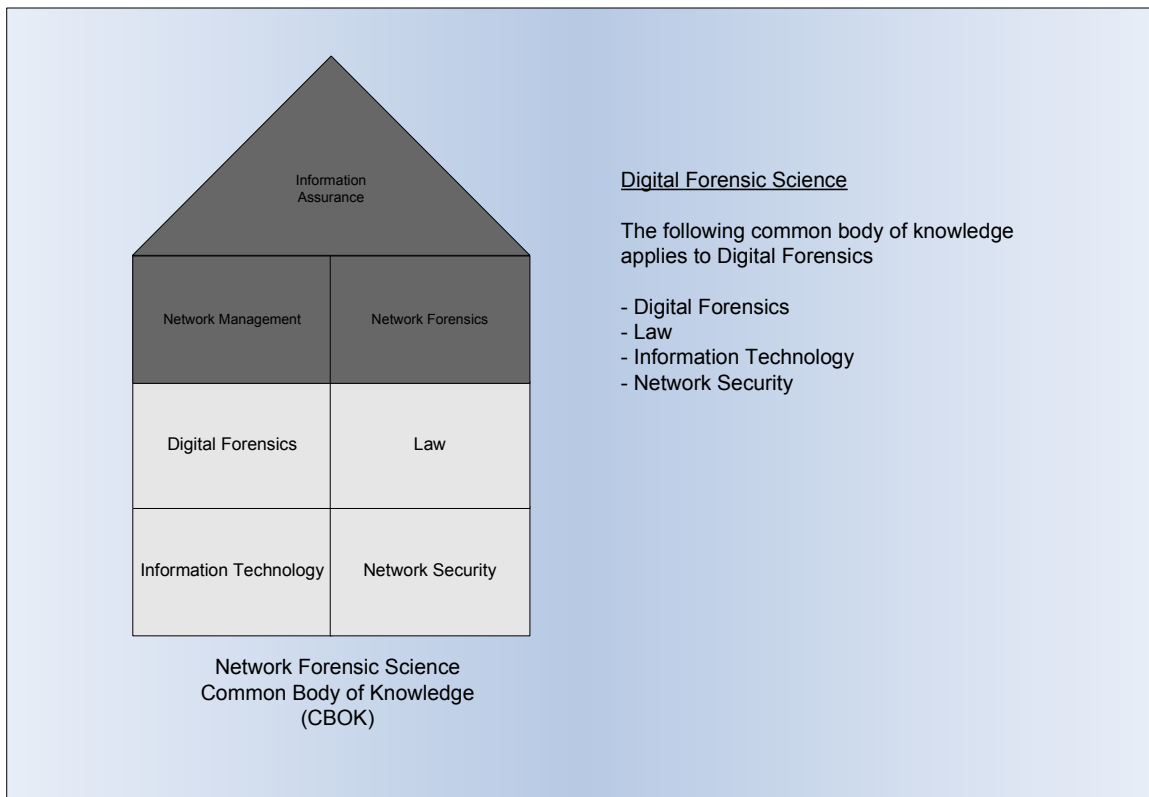 Information
Assurance
Network Management
Network Forensics
Digital Forensics
Law
Information Technology
Network Security
Network Forensic Science
Common Body of Knowledge
(CBOK)
Digital Forensic Science
The following common body of knowledge
applies to Digital Forensics
- Digital Forensics
- Law
- Information Technology
- Network Security